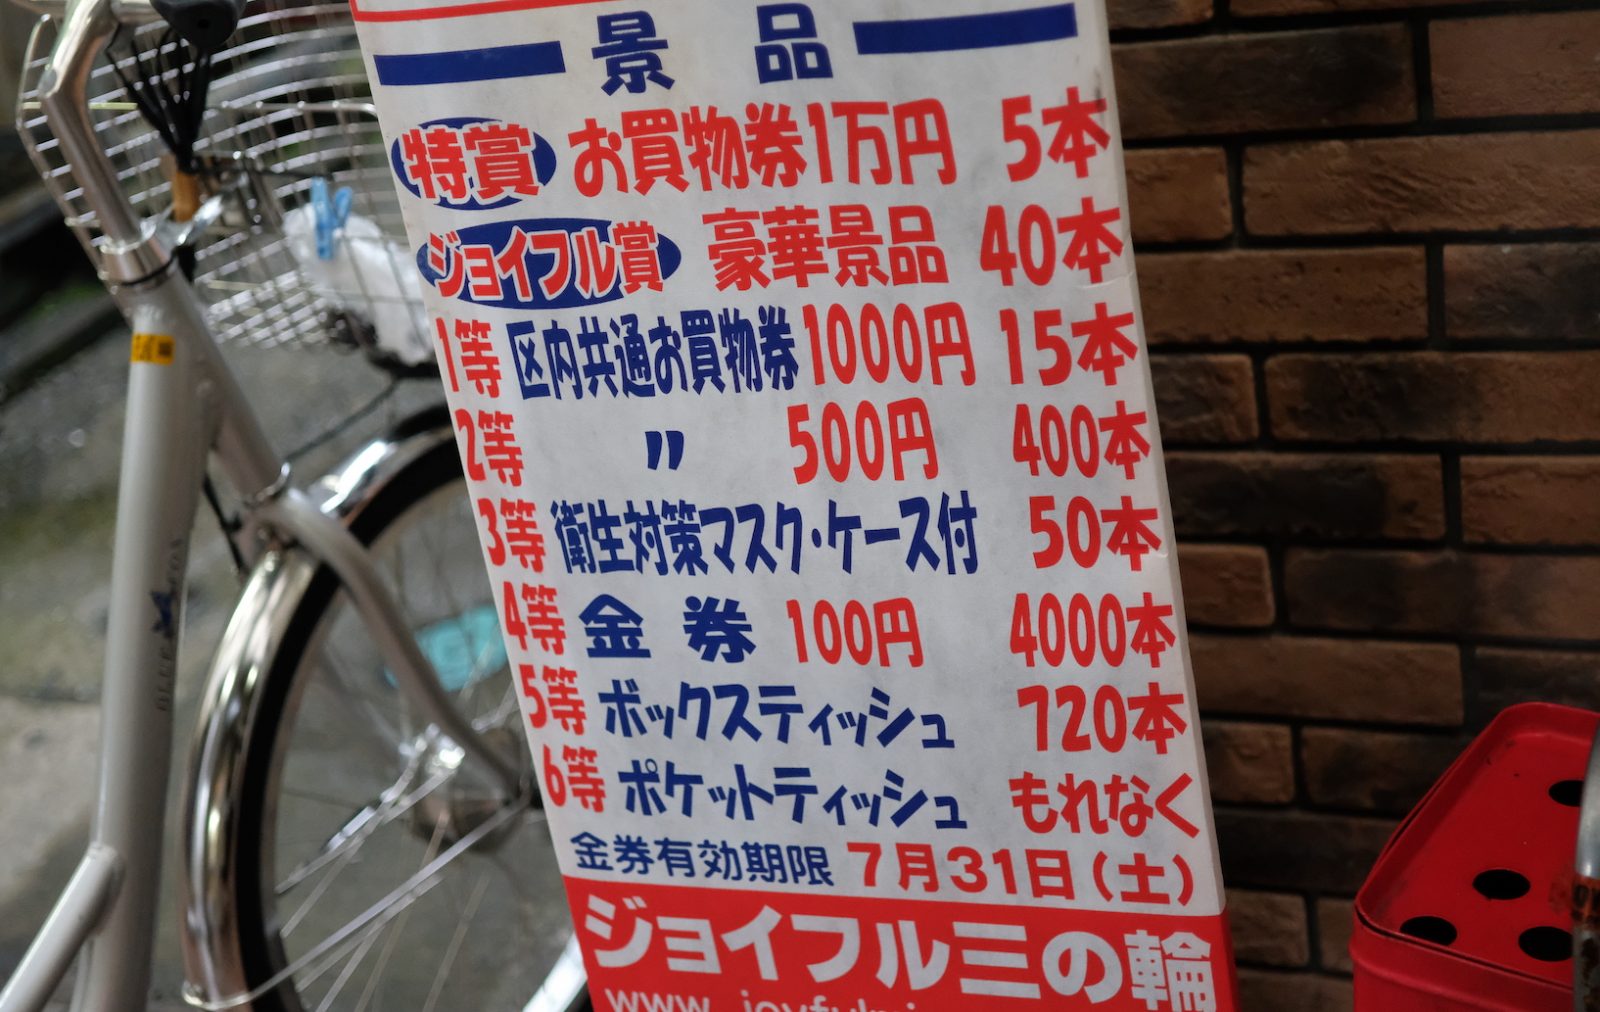 景品
特賞 お買物券1万円 5本
ジョイフル賞 豪華景品 40本
1等 区内共通お買物券1000円 15本
2等 〃 500円 400本
3等 衛生対策マスク・ケース付 50本
4等 金券 100円 4000本
5等 ボックスティッシュ 720本
6等 ポケットティッシュ もれなく
金券有効期限 7月31日(土)
ジョイフル三の輪
www.